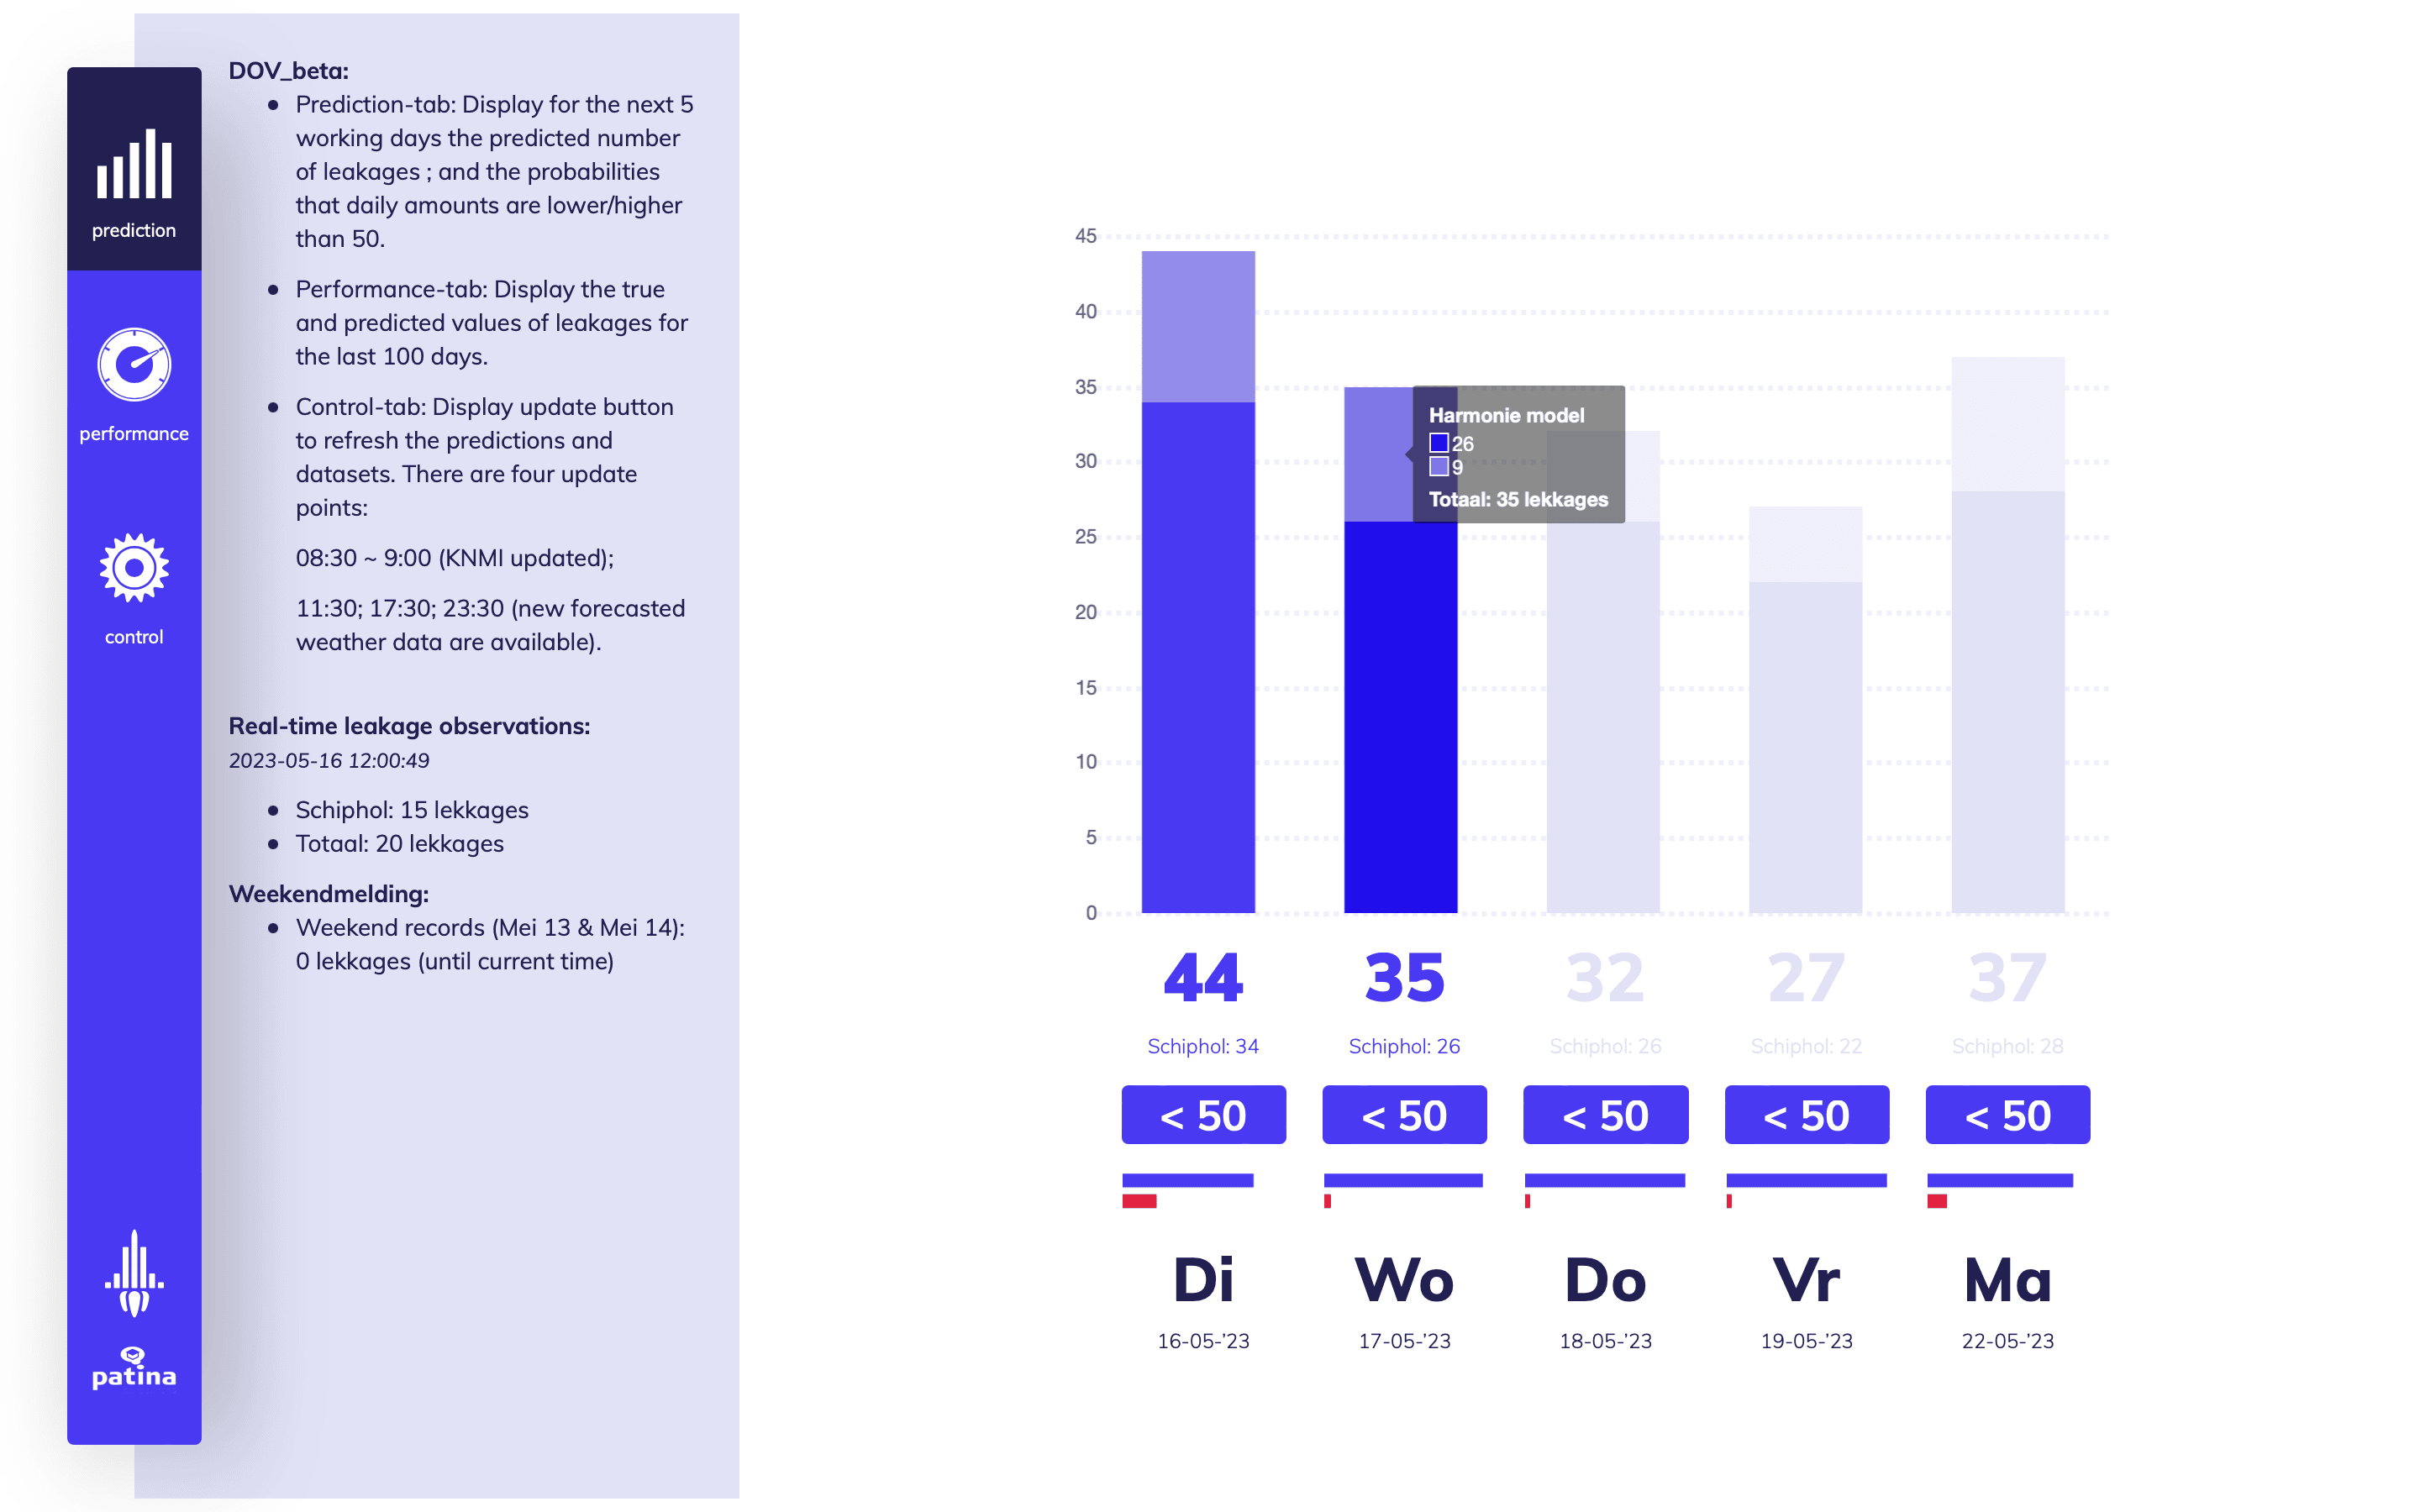 prediction
performance
control
patina
DOV_beta:
Prediction-tab: Display for the next 5
working days the predicted number
of leakages ; and the probabilities
that daily amounts are lower/higher
than 50.
Performance-tab: Display the true
and predicted values of leakages for
the last 100 days.
Control-tab: Display update button
to refresh the predictions and
datasets. There are four update
points:
08:30 ~ 9:00 (KNMI updated);
11:30; 17:30; 23:30 (new forecasted
weather data are available).
Real-time leakage observations:
2023-05-16 12:00:49
Schiphol: 15 lekkages
Totaal: 20 lekkages
Weekendmelding:
Weekend records (Mei 13 & Mei 14):
0 lekkages (until current time)
45
40
35
30
25
20
15
10
5
0
Harmonie model
26
9
Totaal: 35 lekkages
44 35 32 27 37
Schiphol: 34 Schiphol: 26 Schiphol: 26 Schiphol: 22 Schiphol: 28
< 50 < 50 < 50 < 50 < 50
Di Wo Do Vr Ma
16-05-'23 17-05-'23 18-05-'23 19-05-'23 22-05-'23